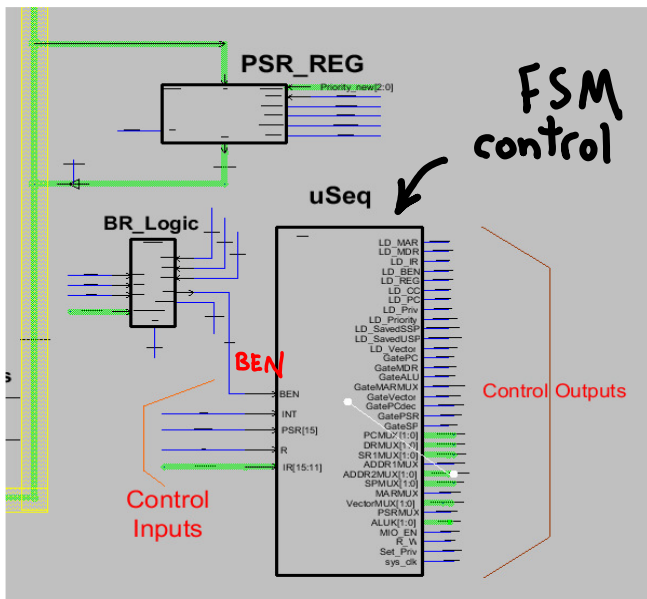 PSR_REG
Priority_new[2:0]
FSM
control
uSeq
BR_Logic
BEN
s
Control
Inputs
BEN
INT
PSR[15]
R
IR[15:11]
LD_MAR
LD_MDR
LD_IR
LD_BEN
LD_REG
LD_CC
LD_PC
LD_Priv
LD_Priority
LD_SavedSSP
LD_SavedUSP
LD_Vector
GatePC
GateMDR
GateALU
GateMARMUX
GateVector
GatePCdec
GatePSR
GateSP
PCMUX[1:0]
DRMUX[1:0]
SR1MUX[1:0]
ADDR1MUX
ADDR2MUX[1:0]
SPMUX[1:0]
MARMUX
VectorMUX[1:0]
PSRMUX
ALUK[1:0]
MIO_EN
R_W
Set_Priv
sys_clk
Control Outputs